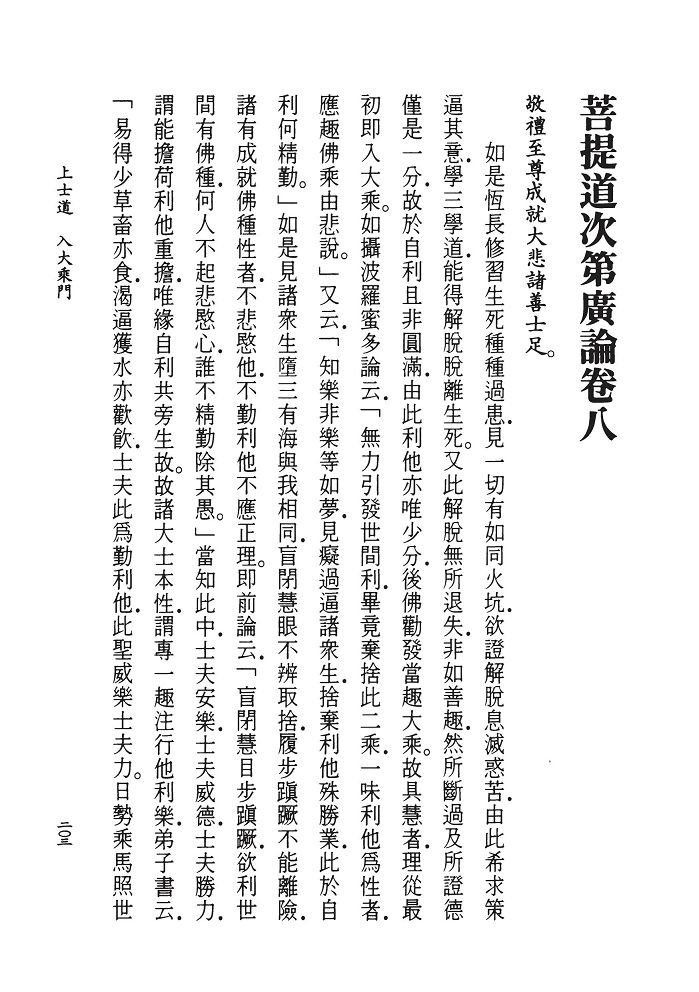 菩提道次第廣論卷八
敬禮至尊成就大悲諸善士足。
如是恆長修習生死種種過患．見一切有如同火坑．欲證解脫息滅惑苦．由此希求策
逼其意．學三學道．能得解脫脫離生死。又此解脫無所退失．非如善趣．然所斷過及所證德
僅是一分．故於自利且非圓滿．由此利他亦唯少分．後佛勸發當趣大乘。故具慧者．理從最
初即入大乘。如攝波羅蜜多論云．「無力引發世間利．畢竟棄捨此二乘．一味利他爲性者．
應趣佛乘由悲說。」又云．「知樂非樂等如夢．見癡過逼諸衆生．捨棄利他殊勝業．此於自
利何精勤。」如是見諸衆生墮三有海與我相同．盲閉慧眼不辨取捨．履步蹎蹶不能離險．
諸有成就佛種性者．不悲愍他．不勤利他不應正理。即前論云．「盲閉慧目步蹎蹶．欲利世
間有佛種．何人不起悲愍心．誰不精勤除其愚。」當知此中．士夫安樂．士夫威德．士夫勝力．
謂能擔荷利他重擔．唯緣自利共旁生故。故諸大士本性．謂專一趣注行他利樂．弟子書云．
「易得少草畜亦食．渴逼獲水亦歡飲．士夫此爲勤利他．此聖威樂士夫力。日勢乘馬照世
上士道 入大乘門
二〇三